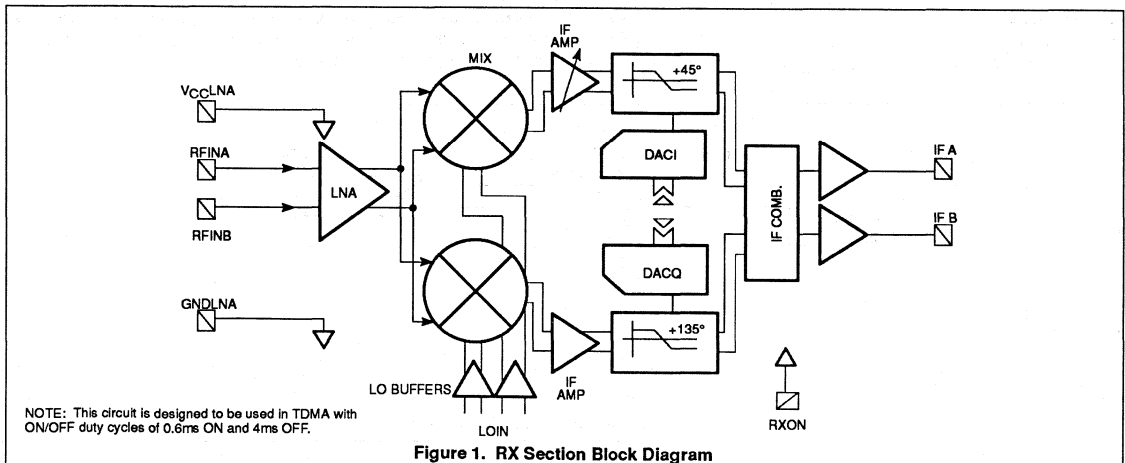 IF
AMP
MIX
+45°
VCCLNA
RFINA
LNA
DACI
IF COMB.
IF A
IF B
RFINB
DACQ
GNDLNA
+135°
LO BUFFERS
IF
AMP
RXON
LOIN
NOTE: This circuit is designed to be used in TDMA with
ON/OFF duty cycles of 0.6ms ON and 4ms OFF.
Figure 1. RX Section Block Diagram